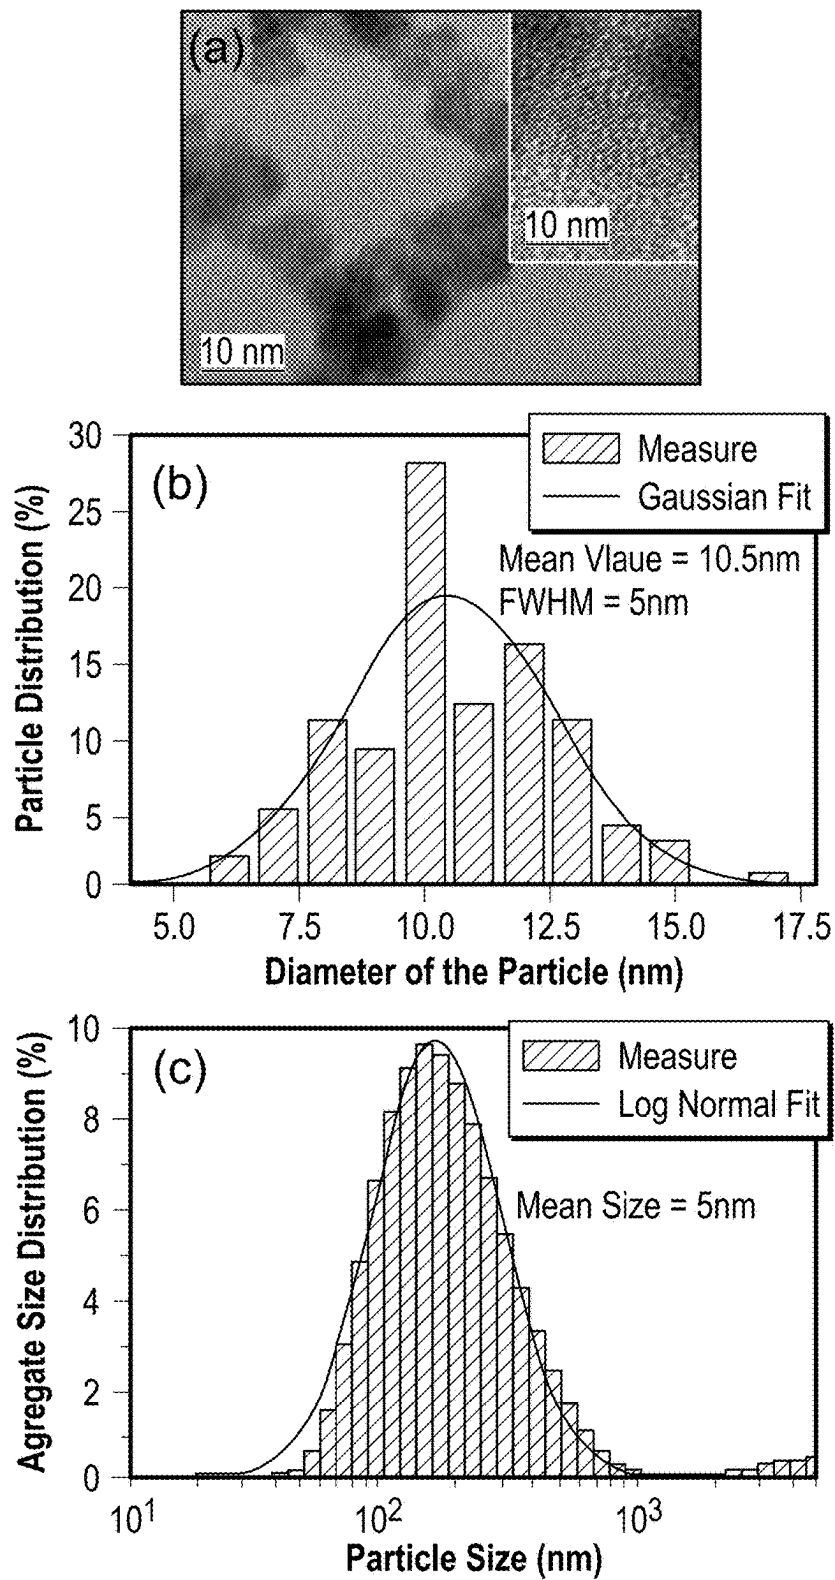 (a)
10 nm
10 nm
(b)
Measure
Gaussian Fit
Mean Vlaue = 10.5nm
FWHM = 5nm
Particle Distribution (%)
30
25
20
15
10
5
0
5.0 7.5 10.0 12.5 15.0 17.5
Diameter of the Particle (nm)
(c)
Measure
Log Normal Fit
Mean Size = 5nm
Agregate Size Distribution (%)
10
8
6
4
2
0
10¹ 10² 10³
Particle Size (nm)